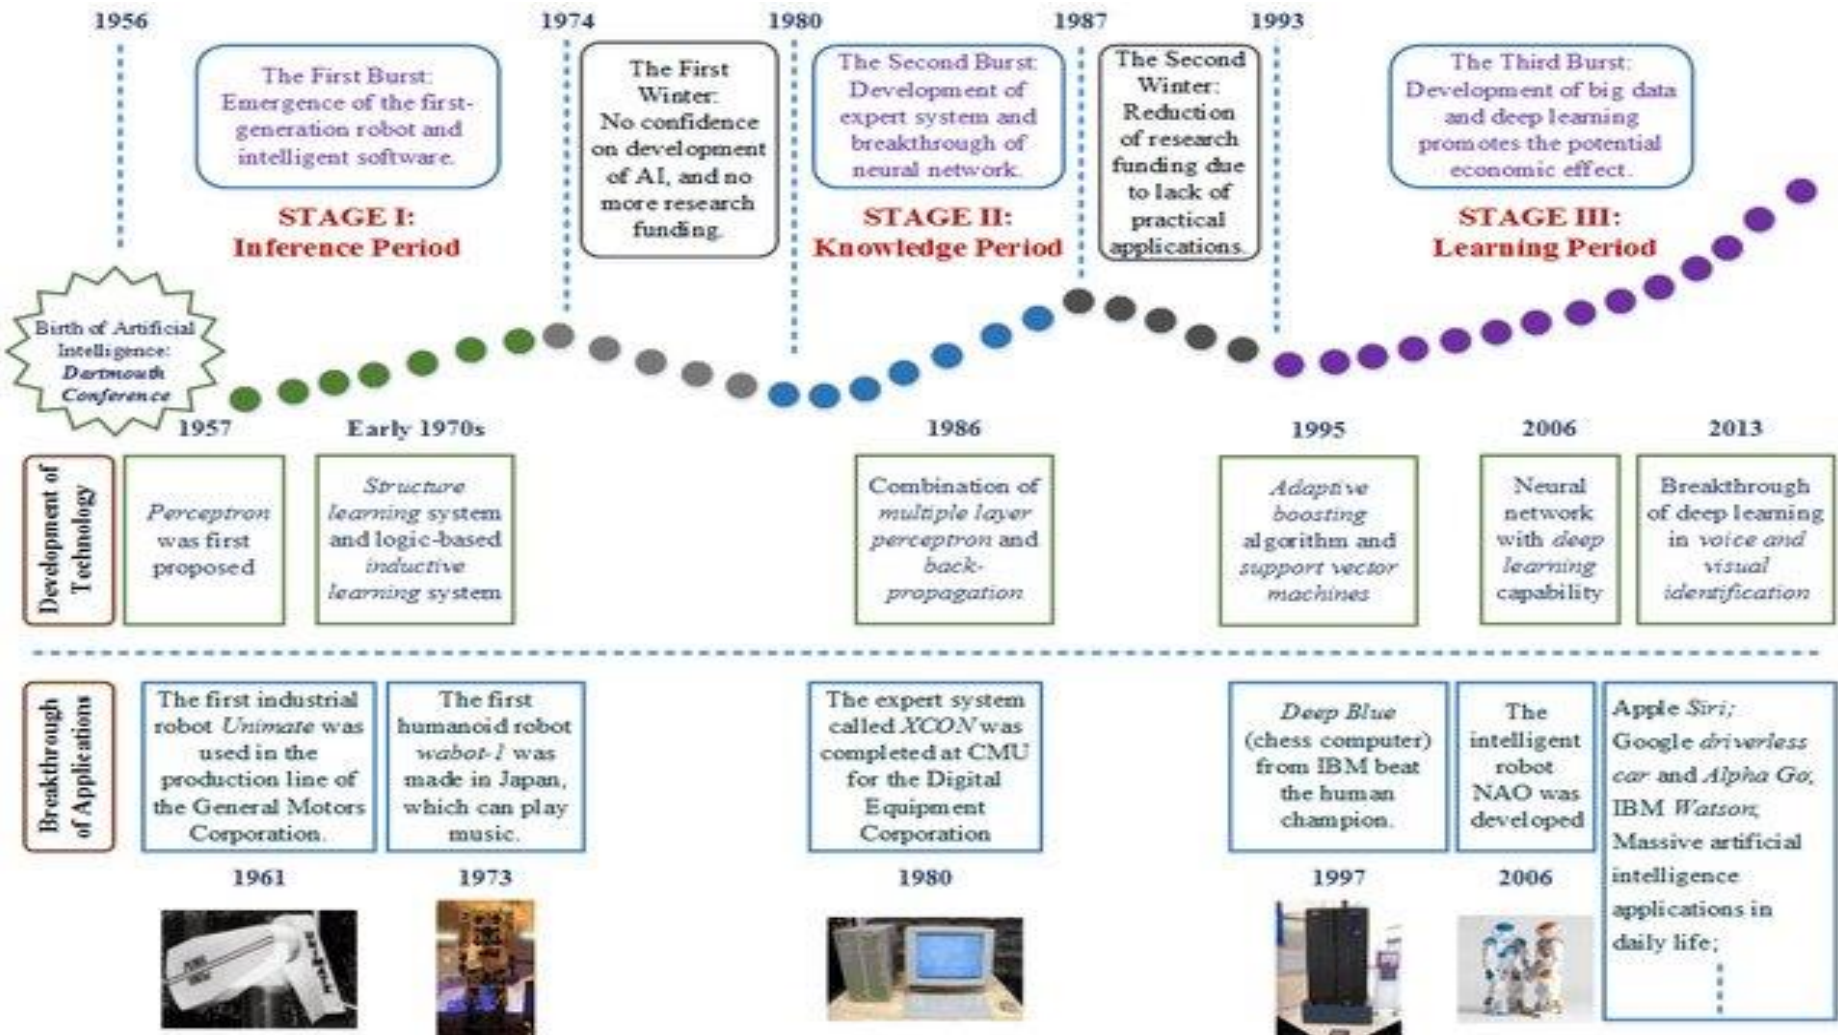 1956
1974
1980
1987
1993
The First Burst:
Emergence of the first-
generation robot and
intelligent software.
STAGE I:
Inference Period
The First
Winter:
No confidence
on development
of AI, and no
more research
funding.
The Second Burst:
Development of
expert system and
breakthrough of
neural network.
STAGE II:
Knowledge Period
The Second
Winter:
Reduction
of research
funding due
to lack of
practical
applications.
The Third Burst:
Development of big data
and deep learning
promotes the potential
economic effect.
STAGE III:
Learning Period
Birth of Artificial
Intelligence:
Dartmouth
Conference
Development of
Technology
1957
Perceptron
was first
proposed
Early 1970s
Structure
learning system
and logic-based
inductive
learning system
1986
Combination of
multiple layer
perceptron and
back-
propagation
1995
Adaptive
boosting
algorithm and
support vector
machines
2006
Neural
network
with deep
learning
capability
2013
Breakthrough
of deep learning
in voice and
visual
identification
Breakthrough
of Applications
The first industrial
robot Unimate was
used in the
production line of
the General Motors
Corporation.
1961
The first
humanoid robot
wabot-1 was
made in Japan,
which can play
music.
1973
The expert system
called XCON was
completed at CMU
for the Digital
Equipment
Corporation
1980
Deep Blue
(chess computer)
from IBM beat
the human
champion.
1997
The
intelligent
robot
NAO was
developed
2006
Apple Siri;
Google driverless
car and Alpha Go;
IBM Watson;
Massive artificial
intelligence
applications in
daily life;